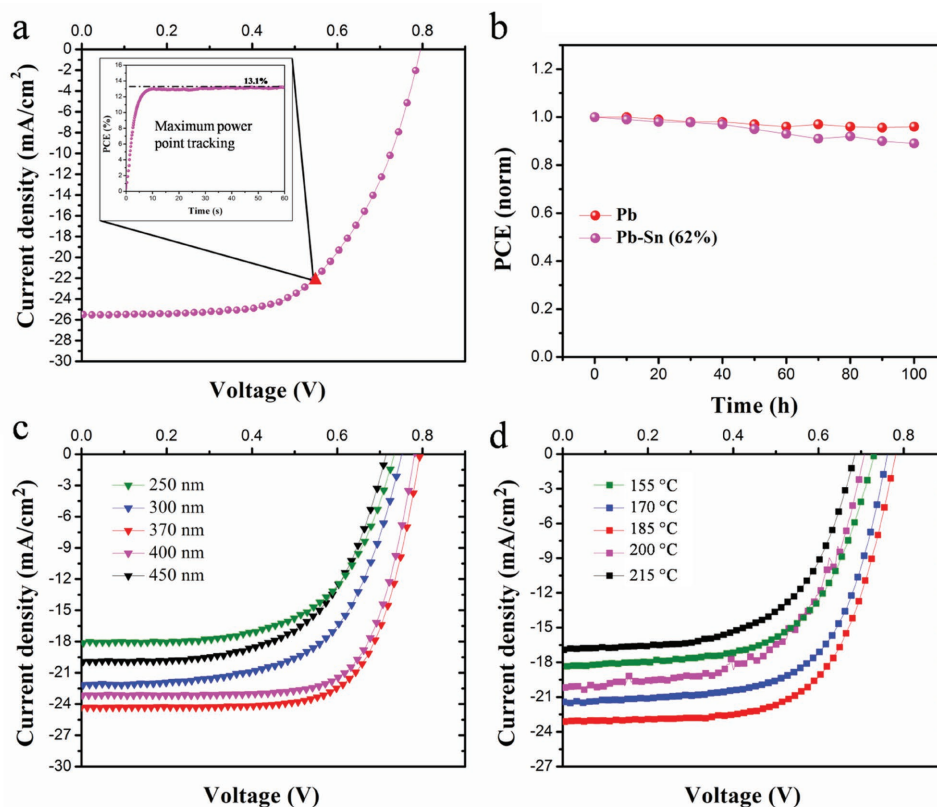 a
0.0 0.2 0.4 0.6 0.8
0
-2
-4
-6
-8
-10
-12
-14
-16
-18
-20
-22
-24
-26
-28
-30
Current density (mA/cm²)
Voltage (V)
16
14
12
10
8
6
4
2
0
PCE (%)
13.1%
Maximum power
point tracking
0 10 20 30 40 50 60
Time (s)
b
1.2
1.0
0.8
0.6
0.4
0.2
0.0
PCE (norm)
Pb
Pb-Sn (62%)
0 20 40 60 80 100
Time (h)
c
0.0 0.2 0.4 0.6 0.8
0
-3
-6
-9
-12
-15
-18
-21
-24
-27
-30
Current density (mA/cm²)
250 nm
300 nm
370 nm
400 nm
450 nm
Voltage (V)
d
0.0 0.2 0.4 0.6 0.8
0
-3
-6
-9
-12
-15
-18
-21
-24
-27
Current density (mA/cm²)
155 °C
170 °C
185 °C
200 °C
215 °C
Voltage (V)